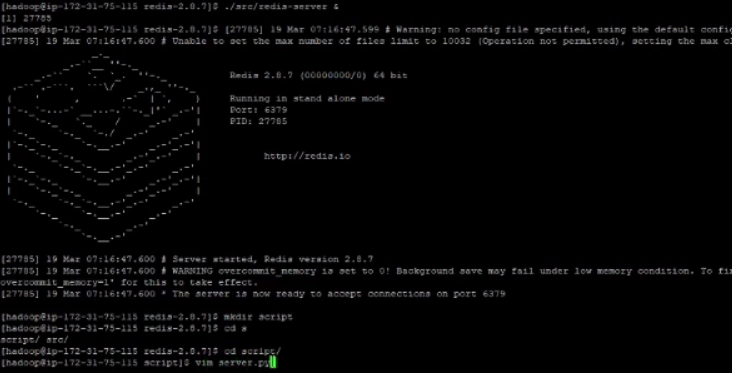 [hadoop@ip-172-31-75-115 redis-2.8.7]$ ./src/redis-server &
[1] 27785
[hadoop@ip-172-31-75-115 redis-2.8.7]$ [27785] 19 Mar 07:16:47.599 # Warning: no config file specified, using the default config
[27785] 19 Mar 07:16:47.600 # Unable to set the max number of files limit to 10032 (Operation not permitted), setting the max cl
Redis 2.8.7 (00000000/0) 64 bit
Running in stand alone mode
Port: 6379
PID: 27785
http://redis.io
[27785] 19 Mar 07:16:47.600 # Server started, Redis version 2.8.7
[27785] 19 Mar 07:16:47.600 # WARNING overcommit_memory is set to 0! Background save may fail under low memory condition. To fi
overcommit_memory=1' for this to take effect.
[27785] 19 Mar 07:16:47.600 * The server is now ready to accept connections on port 6379
[hadoop@ip-172-31-75-115 redis-2.8.7]$ mkdir script
[hadoop@ip-172-31-75-115 redis-2.8.7]$ cd s
script/ src/
[hadoop@ip-172-31-75-115 redis-2.8.7]$ cd script/
[hadoop@ip-172-31-75-115 script]$ vim server.py